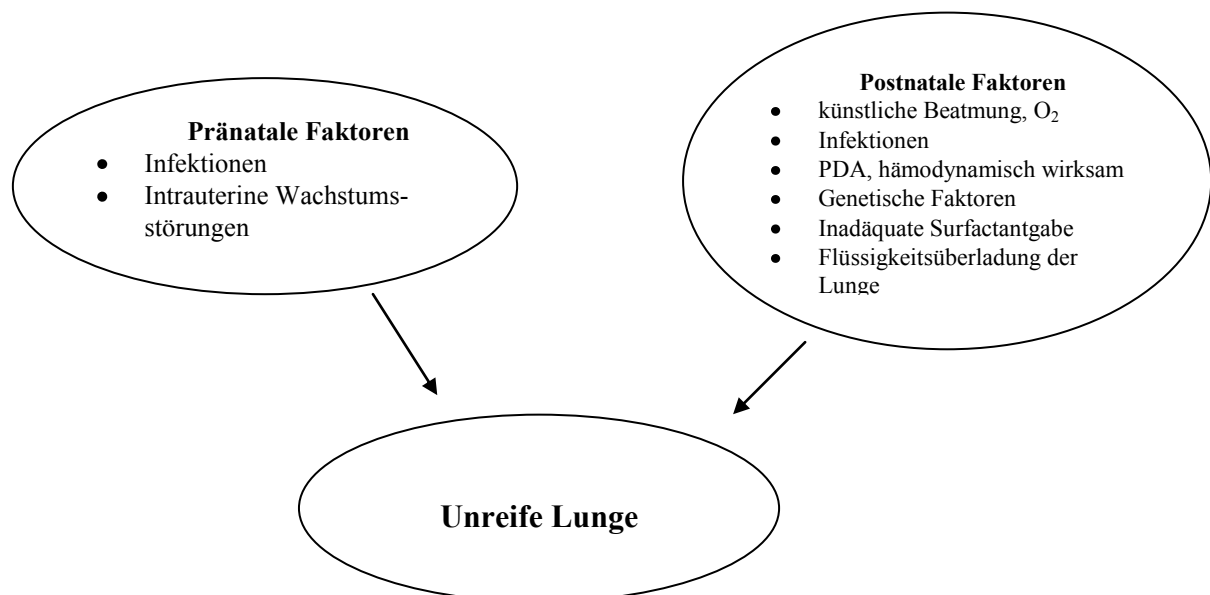 Pränatale Faktoren
• Infektionen
• Intrauterine Wachstums-
störungen
Postnatale Faktoren
• künstliche Beatmung, O₂
• Infektionen
• PDA, hämodynamisch wirksam
• Genetische Faktoren
• Inadäquate Surfactantgabe
• Flüssigkeitsüberladung der
Lunge
Unreife Lunge